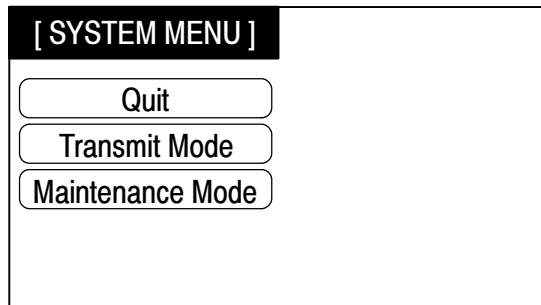 [ SYSTEM MENU ]
Quit
Transmit Mode
Maintenance Mode